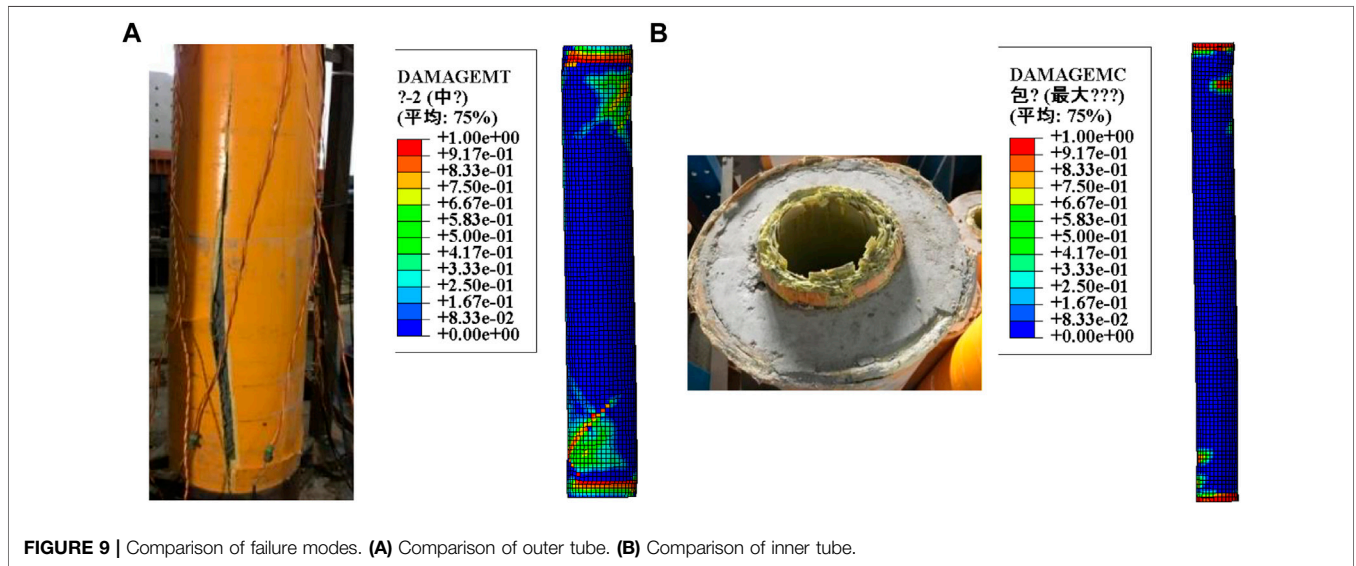 A
B
DAMAGEMT
?-2 (中?)
(平均: 75%)
+1.00e+00
+9.17e-01
+8.33e-01
+7.50e-01
+6.67e-01
+5.83e-01
+5.00e-01
+4.17e-01
+3.33e-01
+2.50e-01
+1.67e-01
+8.33e-02
+0.00e+00
DAMAGEMC
包? (最大???)
(平均: 75%)
+1.00e+00
+9.17e-01
+8.33e-01
+7.50e-01
+6.67e-01
+5.83e-01
+5.00e-01
+4.17e-01
+3.33e-01
+2.50e-01
+1.67e-01
+8.33e-02
+0.00e+00
FIGURE 9 | Comparison of failure modes. (A) Comparison of outer tube. (B) Comparison of inner tube.